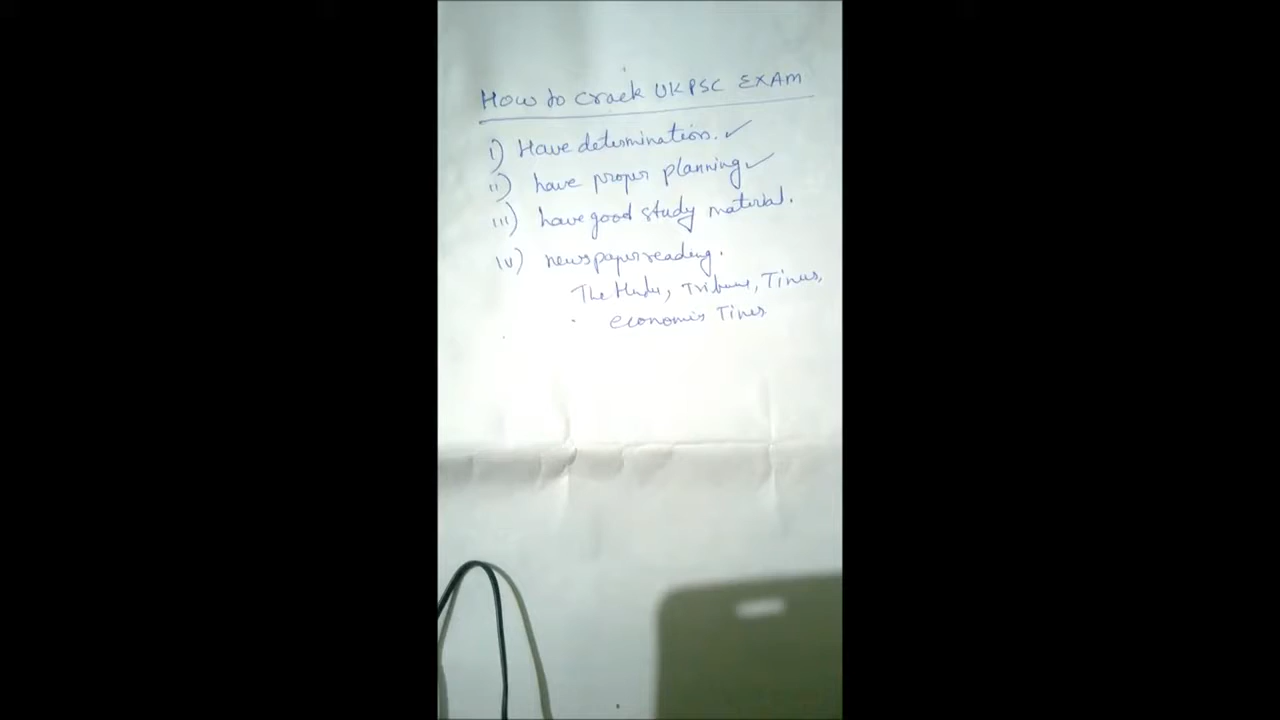 How to crack UKPSC EXAM
i) Have determination. ✓
ii) have proper planning ✓
iii) have good study material.
iv) newspaper reading.
The Hindu, Tribune, Times,
economis Times